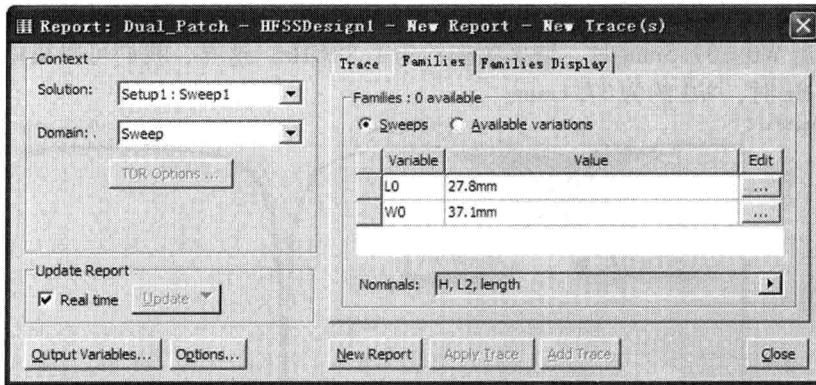 Report: Dual_Patch - HFSSDesign1 - New Report - New Trace(s)
Context
Solution: Setup1 : Sweep1
Domain: . Sweep
TDR Options ...
Update Report
Real time Update
Output Variables... Options...
Trace Families Families Display
Families : 0 available
Sweeps Available variations
Variable Value Edit
L0 27.8mm ...
W0 37.1mm ...
Nominals: H, L2, length
New Report Apply Trace Add Trace Close